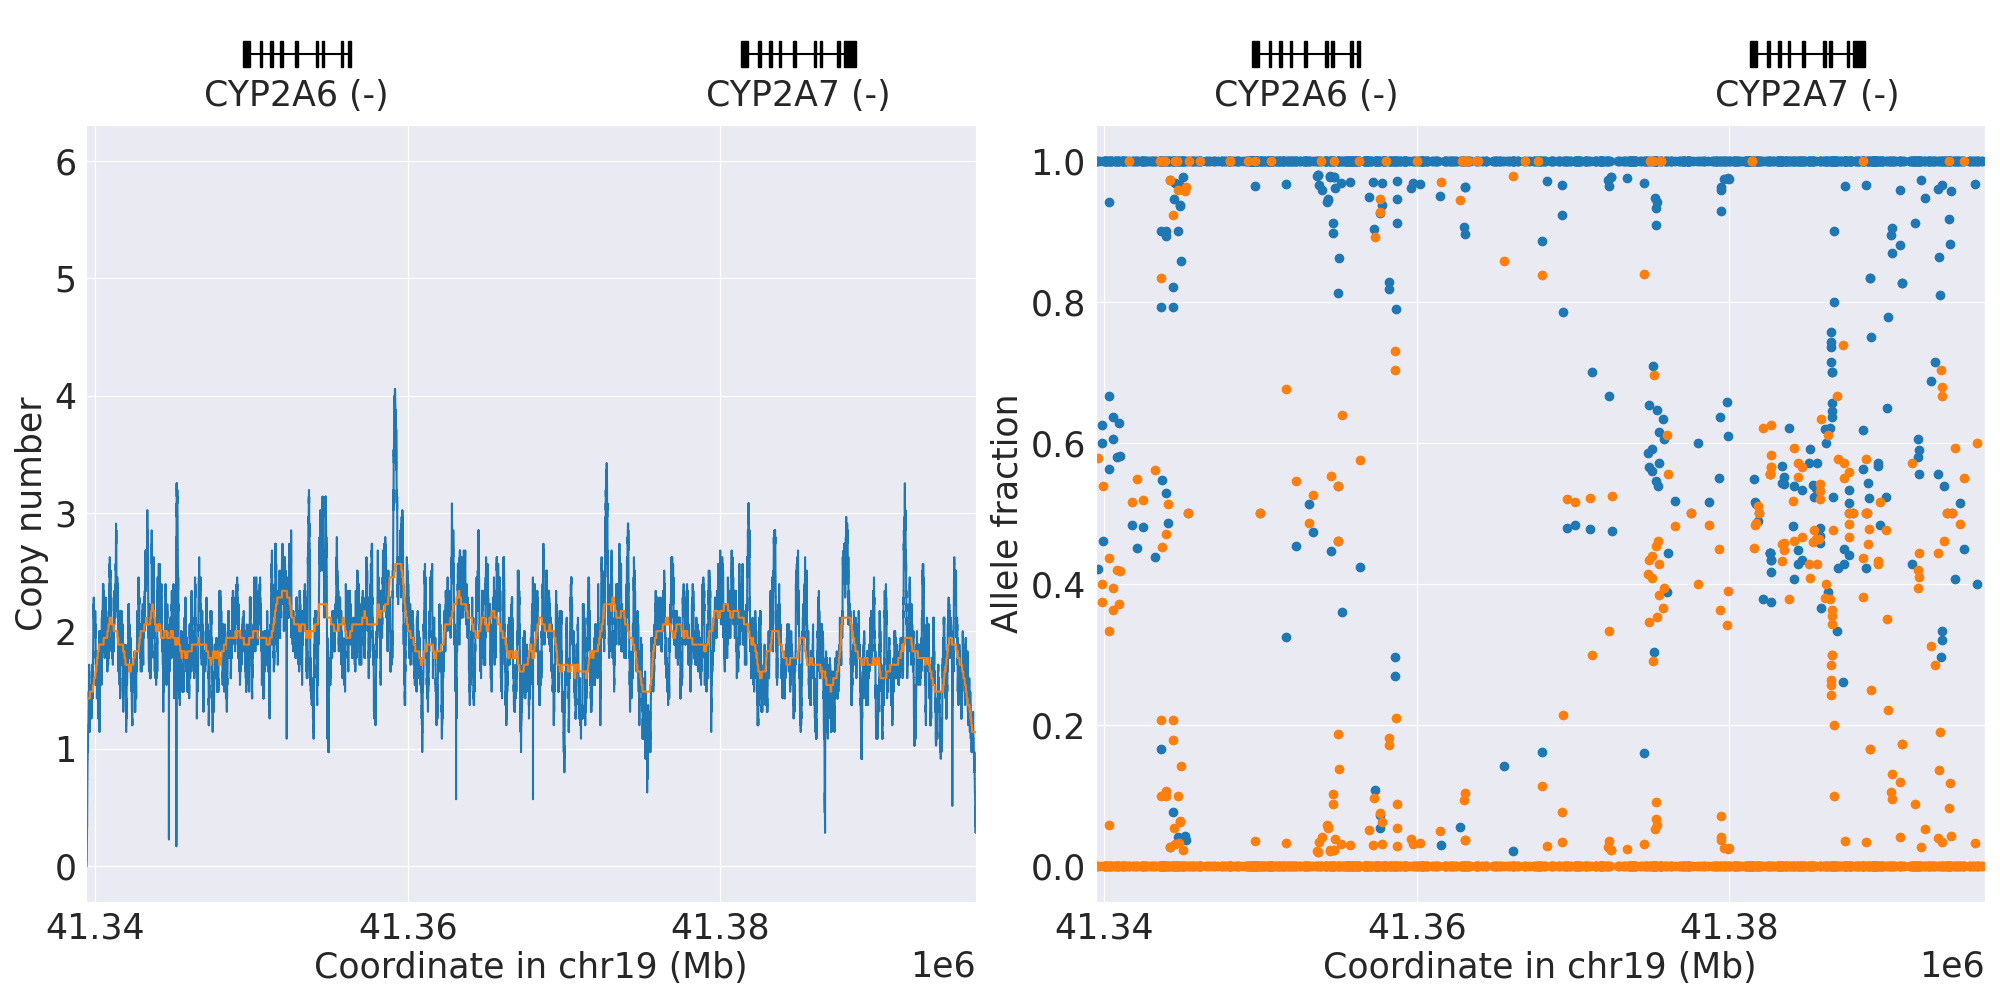 CYP2A6 (-)
CYP2A7 (-)
6
5
4
3
2
1
0
Copy number
41.34
41.36
41.38
Coordinate in chr19 (Mb)
1e6
CYP2A6 (-)
CYP2A7 (-)
1.0
0.8
0.6
0.4
0.2
0.0
Allele fraction
41.34
41.36
41.38
Coordinate in chr19 (Mb)
1e6